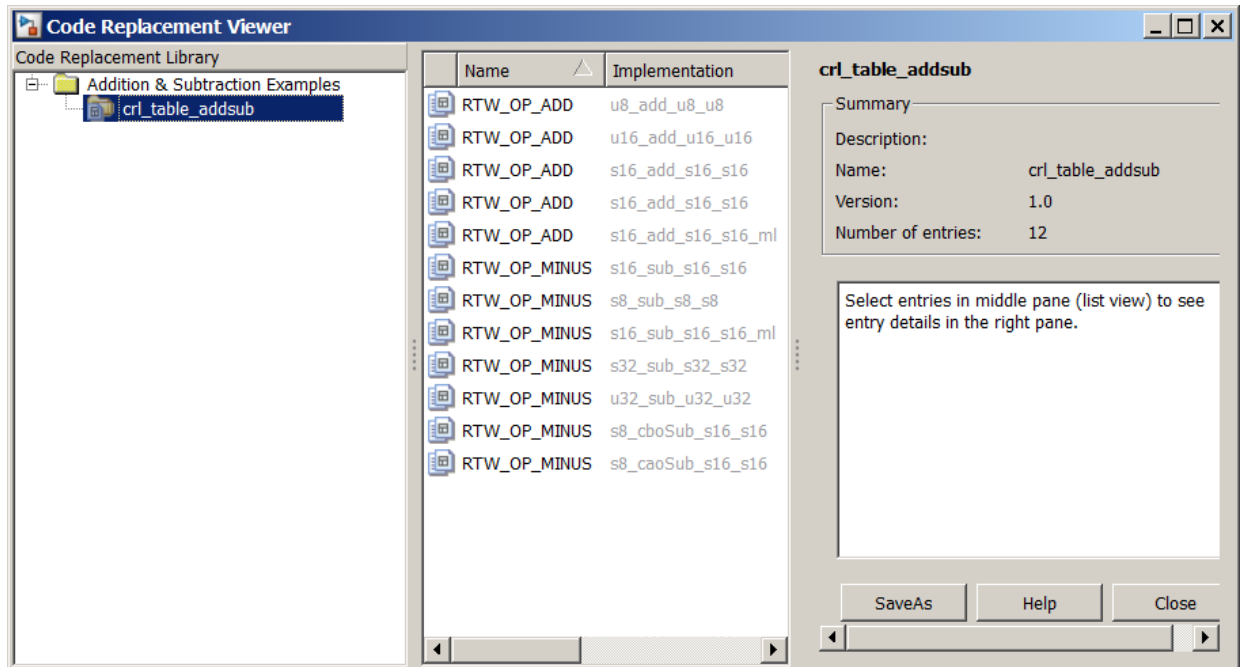 Code Replacement Viewer
Code Replacement Library
Addition & Subtraction Examples
crl_table_addsub
Name Implementation
RTW_OP_ADD u8_add_u8_u8
RTW_OP_ADD u16_add_u16_u16
RTW_OP_ADD s16_add_s16_s16
RTW_OP_ADD s16_add_s16_s16
RTW_OP_ADD s16_add_s16_s16_ml
RTW_OP_MINUS s16_sub_s16_s16
RTW_OP_MINUS s8_sub_s8_s8
RTW_OP_MINUS s16_sub_s16_s16_ml
RTW_OP_MINUS s32_sub_s32_s32
RTW_OP_MINUS u32_sub_u32_u32
RTW_OP_MINUS s8_cboSub_s16_s16
RTW_OP_MINUS s8_caoSub_s16_s16
crl_table_addsub
Summary
Description:
Name: crl_table_addsub
Version: 1.0
Number of entries: 12
Select entries in middle pane (list view) to see
entry details in the right pane.
SaveAs Help Close